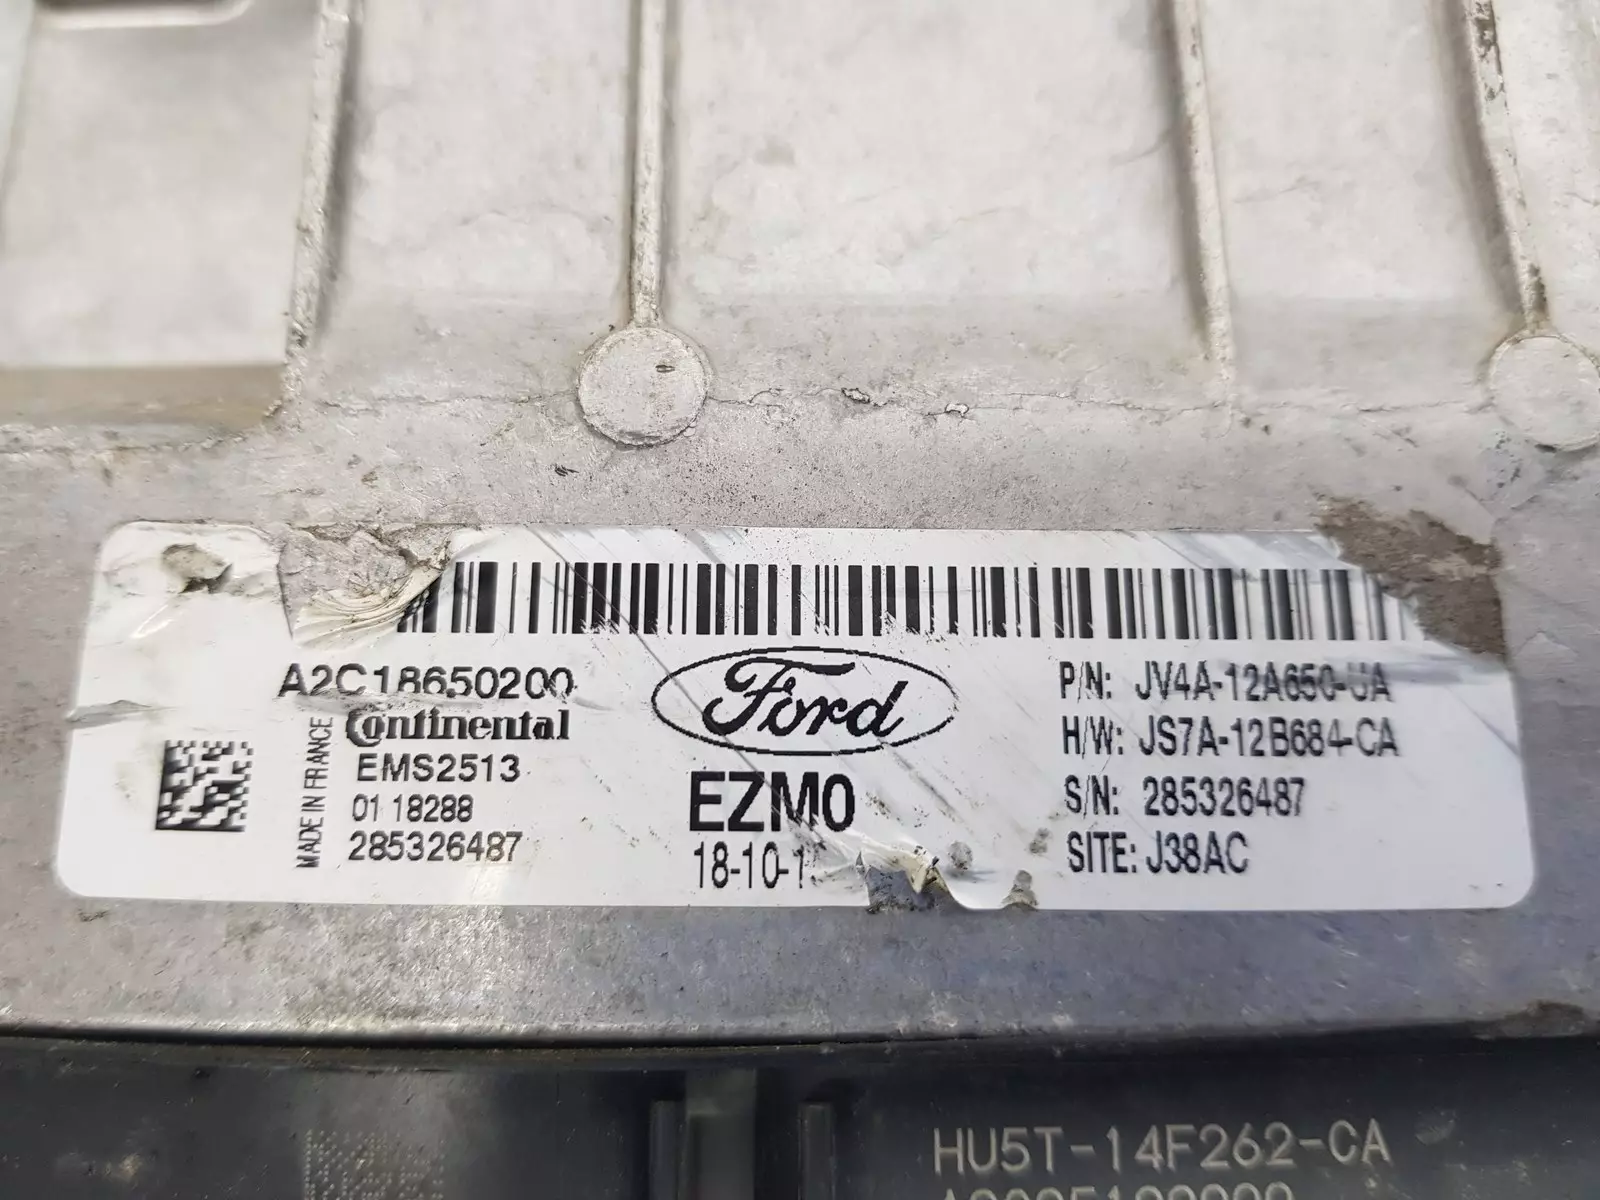 A2C18650200
Continental
EMS2513
01 18288
285326487
MADE IN FRANCE
Ford
EZM0
P/N: JV4A-12A650-UA
H/W: JS7A-12B684-CA
S/N: 285326487
SITE: J38AC
HU5T-14F262-CA